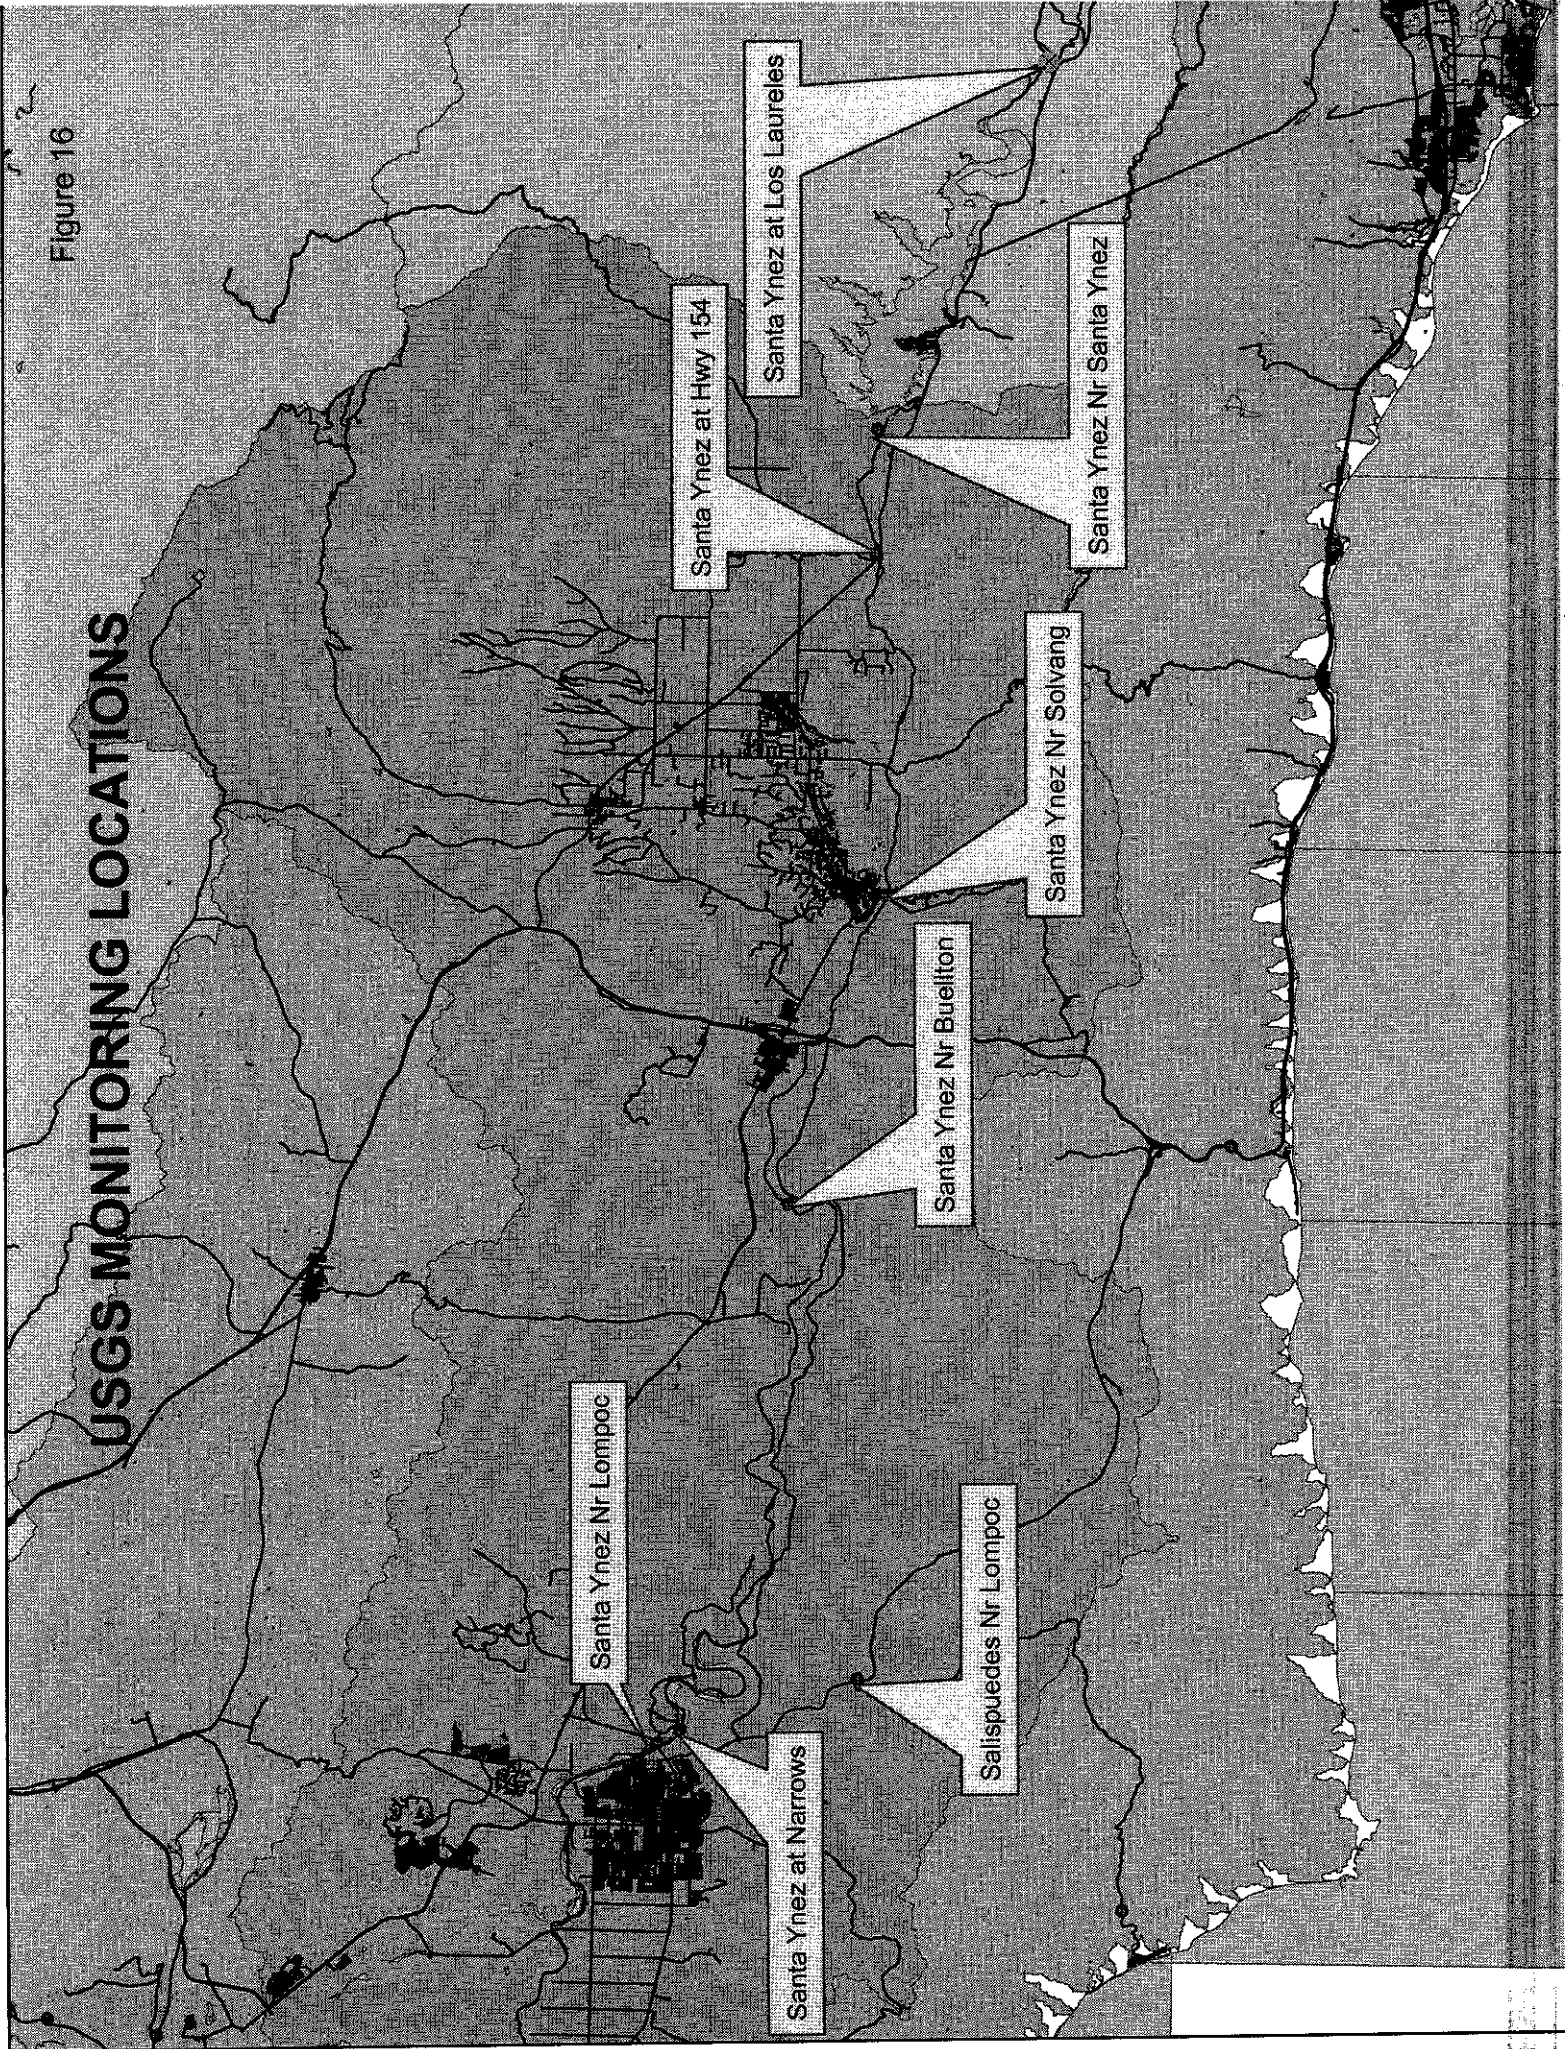 Figure 16
USGS MONITORING LOCATIONS
Santa Ynez at Los Laureles
Santa Ynez at Hwy 154
Santa Ynez Nr Santa Ynez
Santa Ynez Nr Solvang
Santa Ynez Nr Buellton
Santa Ynez Nr Lompoc
Salispuedes Nr Lompoc
Santa Ynez at Narrows